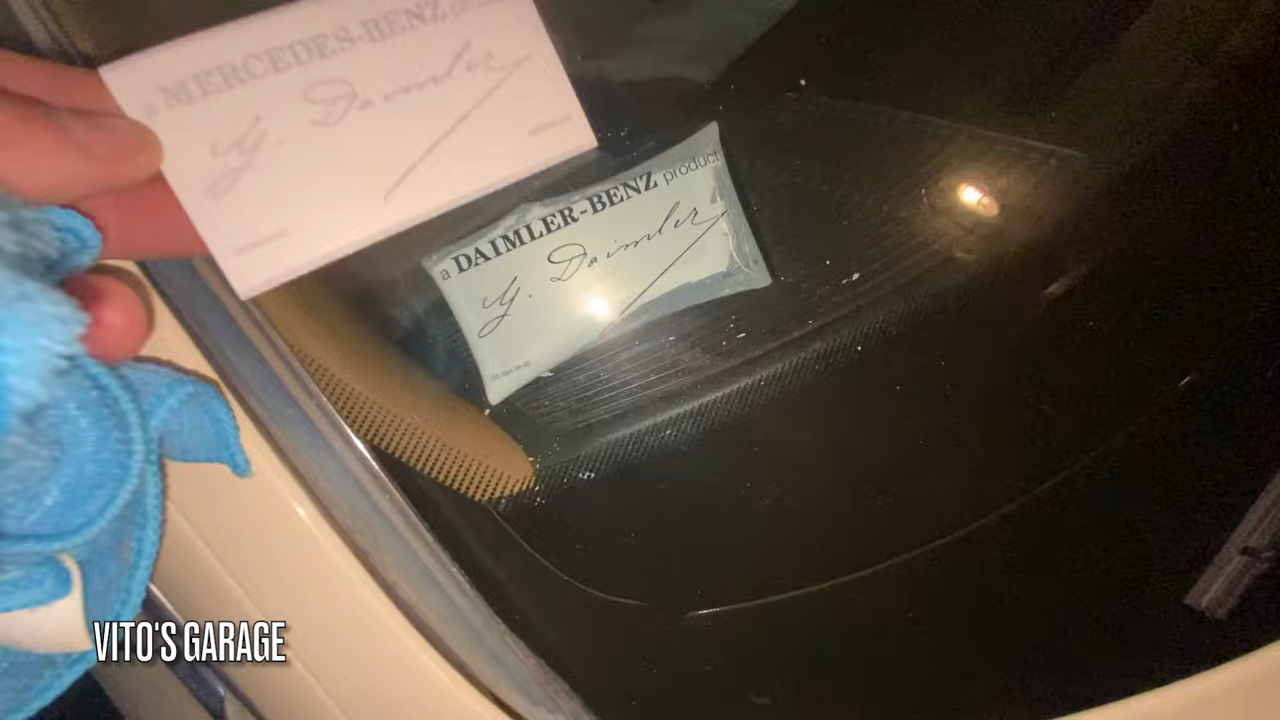 a MERCEDES-BENZ
G. Daimler
a DAIMLER-BENZ product
G. Daimler
VITO'S GARAGE